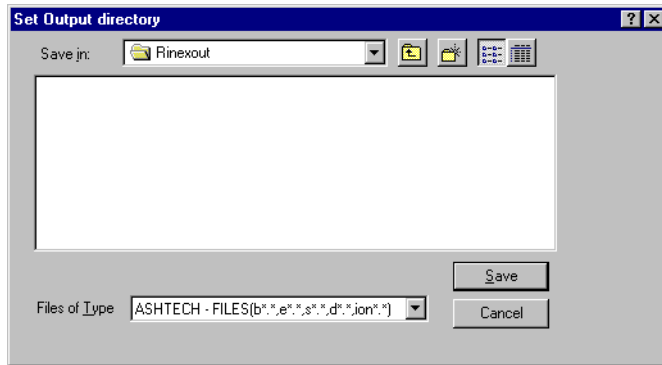 Set Output directory
Save in: Rinexout
Save
Files of Type ASHTECH - FILES(b*.*,e*.*,s*.*,d*.*,ion*.*)
Cancel